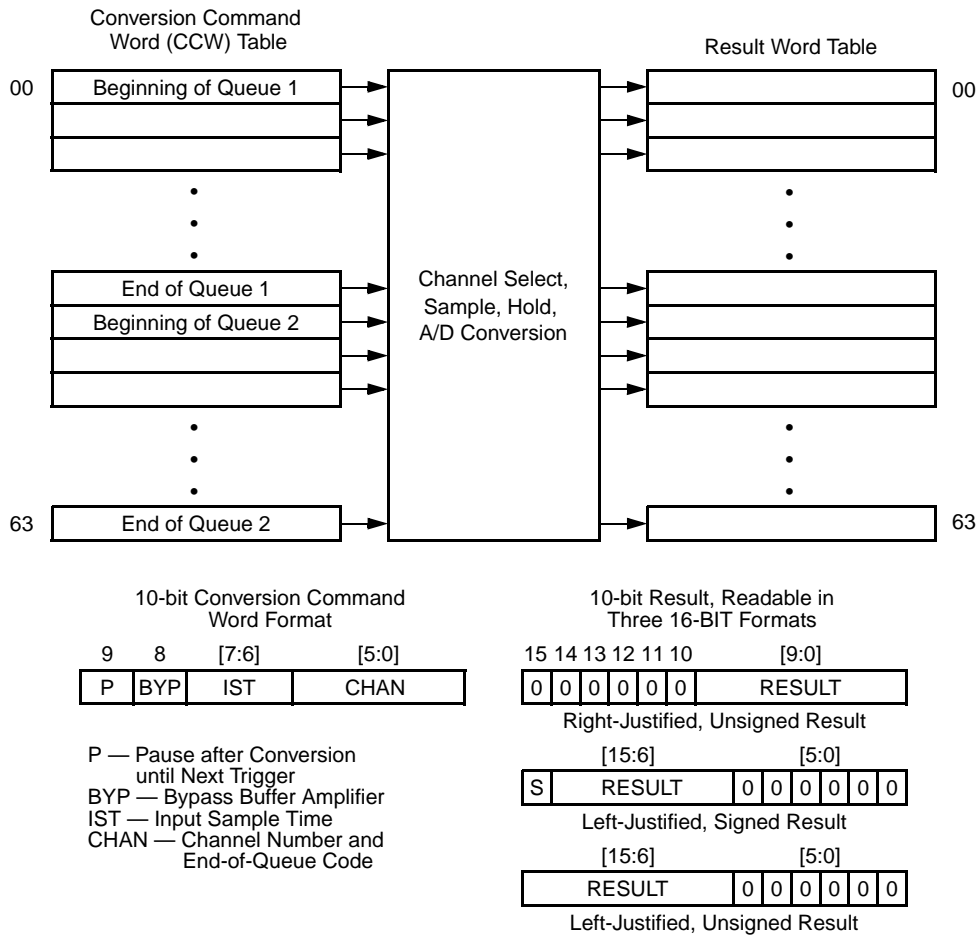 Conversion Command
Word (CCW) Table
Result Word Table
00
Beginning of Queue 1
00
End of Queue 1
Beginning of Queue 2
Channel Select,
Sample, Hold,
A/D Conversion
63
End of Queue 2
63
10-bit Conversion Command
Word Format
9 8 [7:6] [5:0]
P BYP IST CHAN
P — Pause after Conversion
until Next Trigger
BYP — Bypass Buffer Amplifier
IST — Input Sample Time
CHAN — Channel Number and
End-of-Queue Code
10-bit Result, Readable in
Three 16-BIT Formats
15 14 13 12 11 10 [9:0]
0 0 0 0 0 0 RESULT
Right-Justified, Unsigned Result
[15:6] [5:0]
S RESULT 0 0 0 0 0 0
Left-Justified, Signed Result
[15:6] [5:0]
RESULT 0 0 0 0 0 0
Left-Justified, Unsigned Result